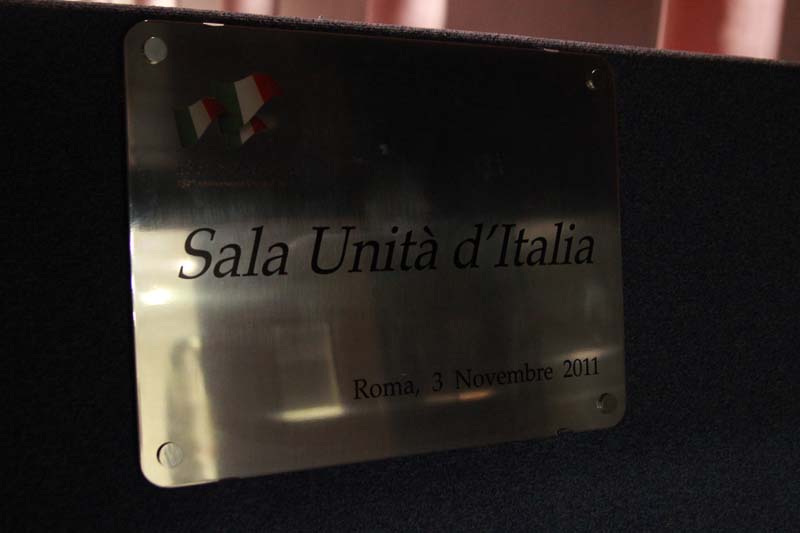 Sala Unità d'Italia
Roma, 3 Novembre 2011